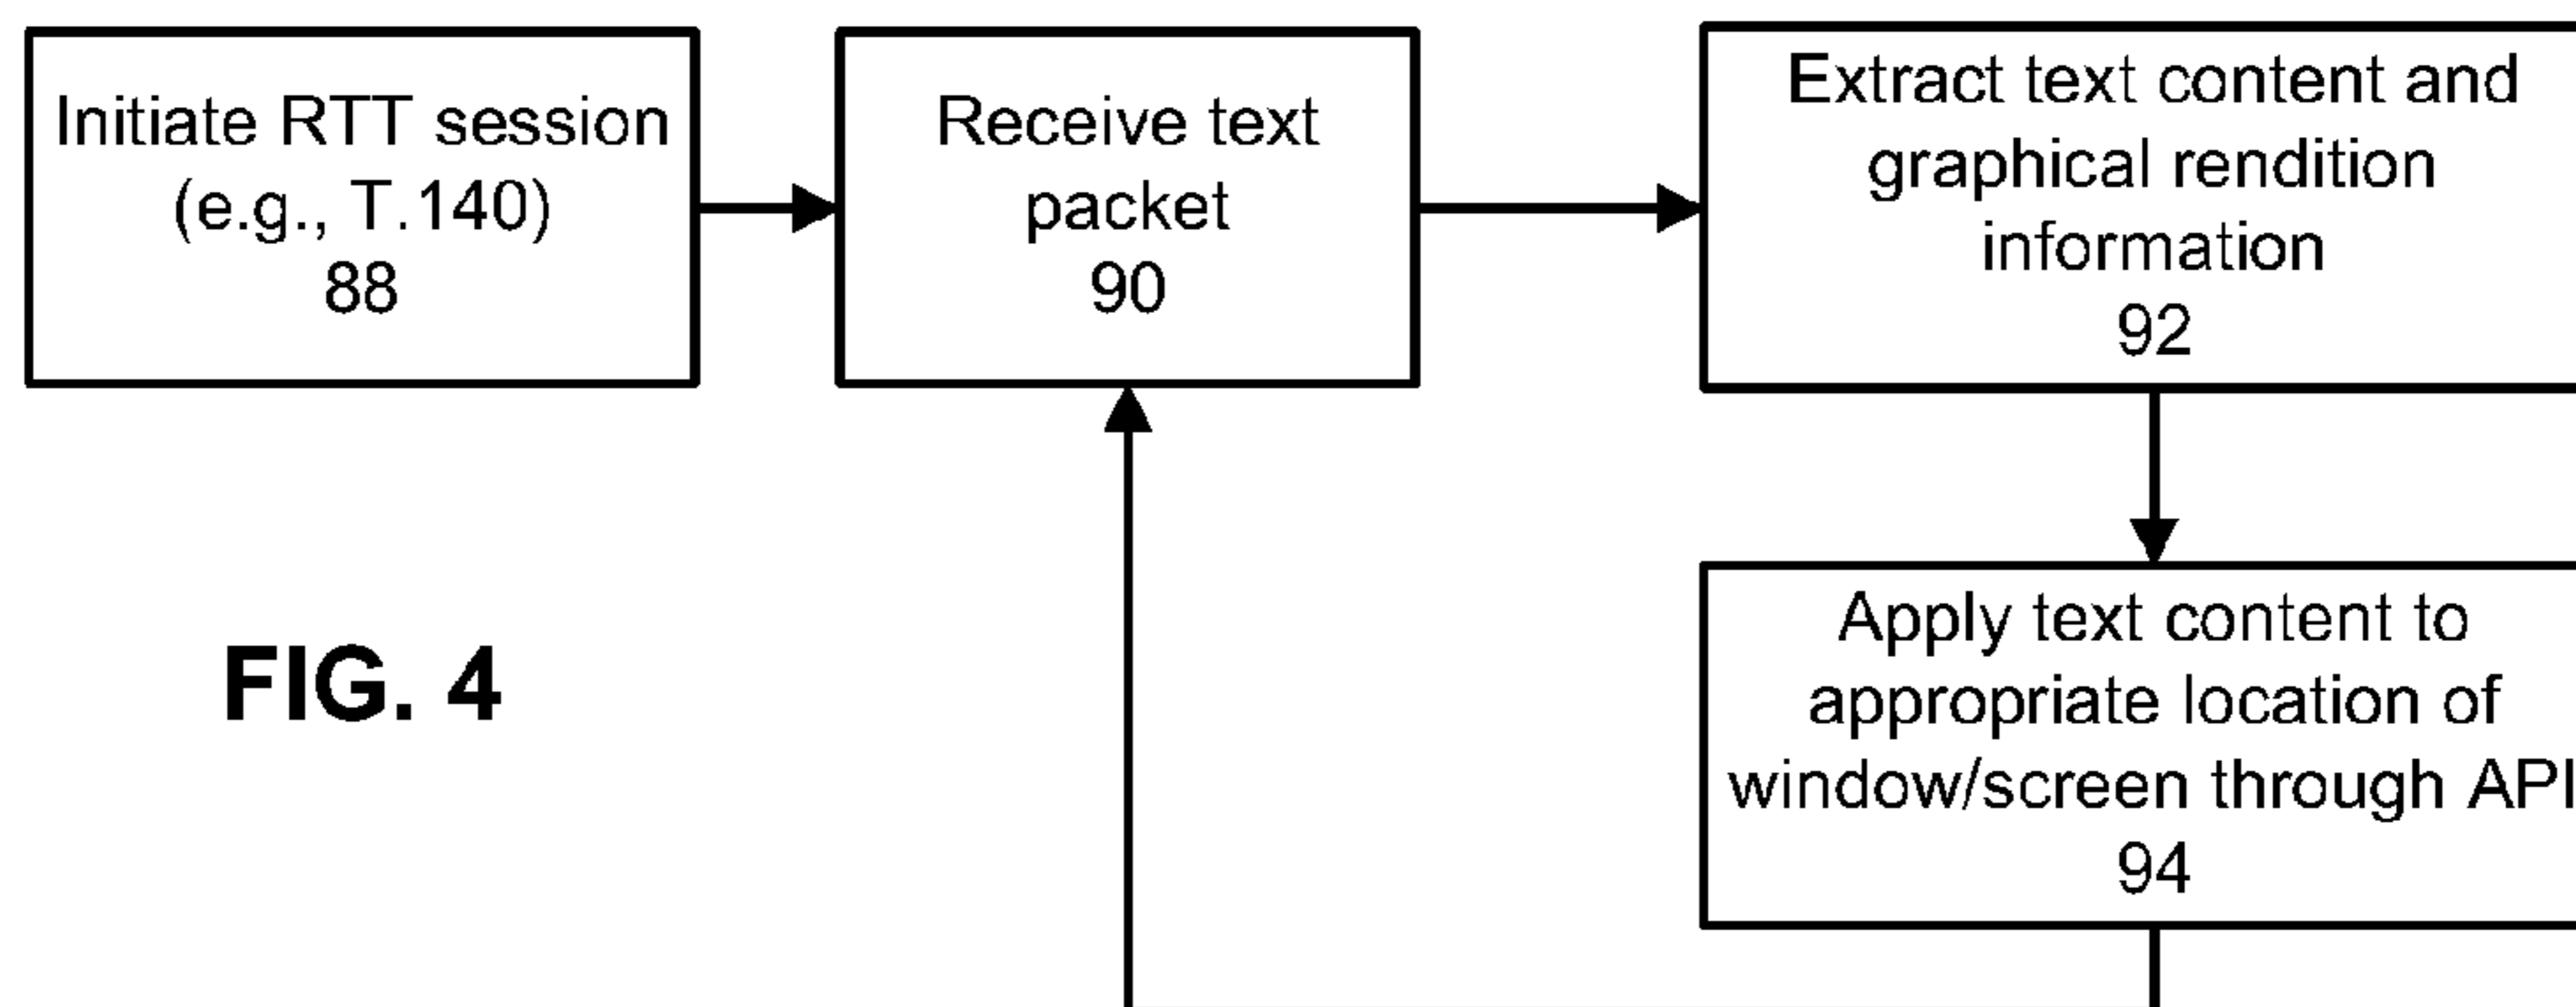 Initiate RTT session
(e.g., T.140)
88
Receive text
packet
90
Extract text content and
graphical rendition
information
92
Apply text content to
appropriate location of
window/screen through API
94
FIG. 4